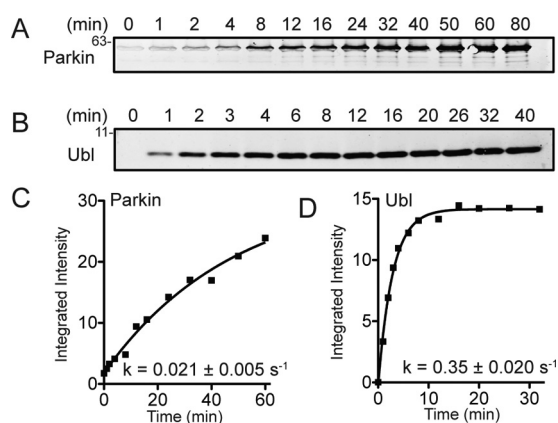 A (min) 0 1 2 4 8 12 16 24 32 40 50 60 80
63-
Parkin
B (min) 0 1 2 3 4 6 8 12 16 20 26 32 40
11-
Ubl
C Parkin
30
20
10
0
Integrated Intensity
k = 0.021 ± 0.005 s⁻¹
0 20 40 60
Time (min)
D Ubl
15
10
5
0
Integrated Intensity
k = 0.35 ± 0.020 s⁻¹
0 10 20 30
Time (min)